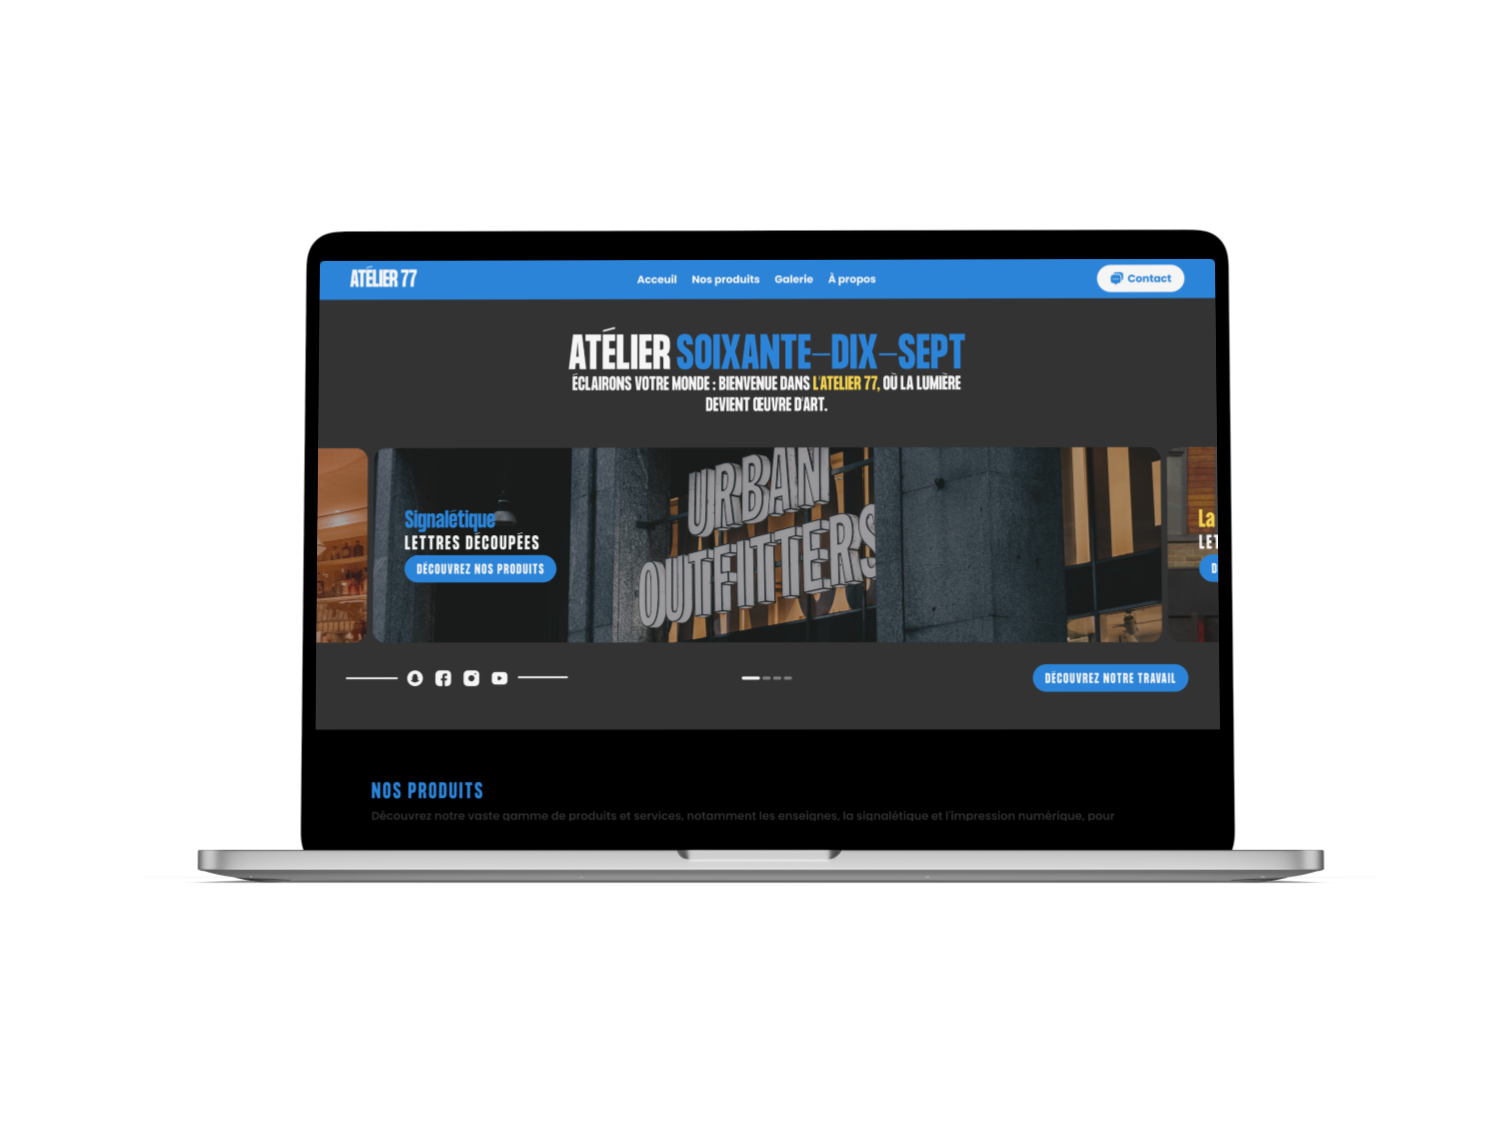 ATÉLIER 77
Acceuil Nos produits Galerie À propos
Contact
ATÉLIER SOIXANTE-DIX-SEPT
ÉCLAIRONS VOTRE MONDE : BIENVENUE DANS L'ATELIER 77, OÙ LA LUMIÈRE
DEVIENT ŒUVRE D'ART.
URBAN
OUTFITTERS
Signalétique
LETTRES DÉCOUPÉES
DÉCOUVREZ NOS PRODUITS
La
LET
D
DÉCOUVREZ NOTRE TRAVAIL
NOS PRODUITS
Découvrez notre vaste gamme de produits et services, notamment les enseignes, la signalétique et l'impression numérique, pour